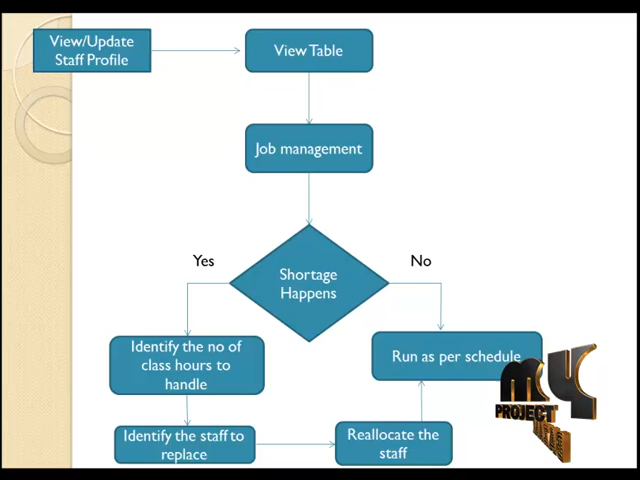 View/Update
Staff Profile
View Table
Job management
Shortage
Happens
Yes
No
Identify the no of
class hours to
handle
Run as per schedule
Identify the staff to
replace
Reallocate the
staff
MY
PROJECT